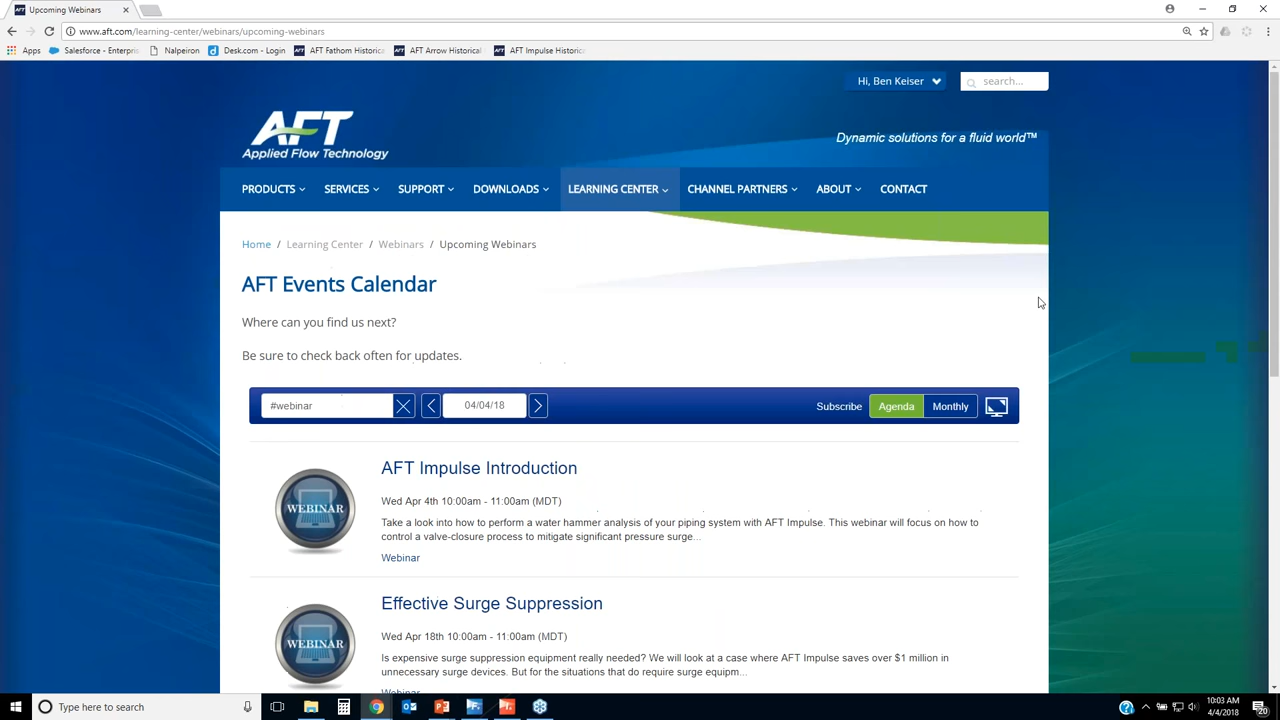 Upcoming Webinars
www.aft.com/learning-center/webinars/upcoming-webinars
Apps Salesforce - Enterpris Nalpeiron Desk.com - Login AFT Fathom Historica AFT Arrow Historical AFT Impulse Historica
Hi, Ben Keiser search...
AFT
Applied Flow Technology
Dynamic solutions for a fluid world™
PRODUCTS SERVICES SUPPORT DOWNLOADS LEARNING CENTER CHANNEL PARTNERS ABOUT CONTACT
Home / Learning Center / Webinars / Upcoming Webinars
AFT Events Calendar
Where can you find us next?
Be sure to check back often for updates.
#webinar 04/04/18 Subscribe Agenda Monthly
WEBINAR
AFT Impulse Introduction
Wed Apr 4th 10:00am - 11:00am (MDT)
Take a look into how to perform a water hammer analysis of your piping system with AFT Impulse. This webinar will focus on how to
control a valve-closure process to mitigate significant pressure surge...
Webinar
WEBINAR
Effective Surge Suppression
Wed Apr 18th 10:00am - 11:00am (MDT)
Is expensive surge suppression equipment really needed? We will look at a case where AFT Impulse saves over $1 million in
unnecessary surge devices. But for the situations that do require surge equipm...
Webinar
Type here to search
10:03 AM
4/4/2018
20